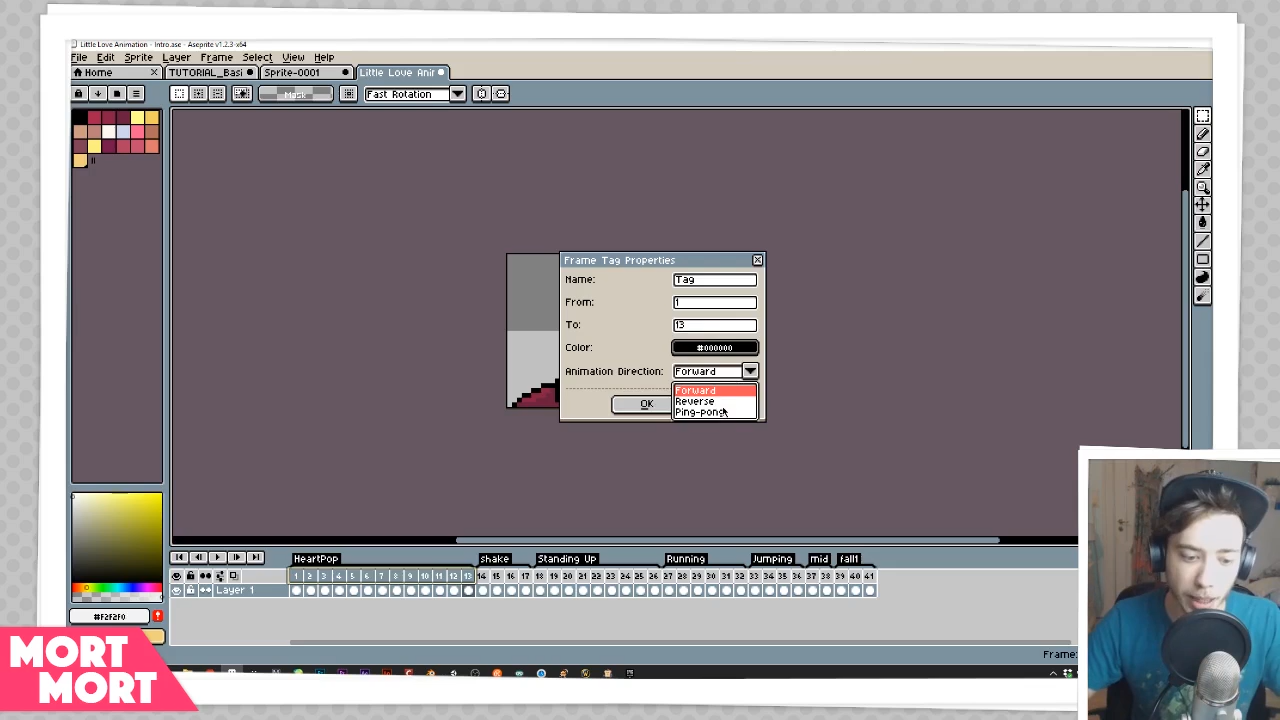 Little Love Animation - Intro.ase - Aseprite v1.2.3-x64
File Edit Sprite Layer Frame Select View Help
Home TUTORIAL_Basi Sprite-0001 Little Love Anir
Mask Fast Rotation
Frame Tag Properties
Name: Tag
From: 1
To: 13
Color: #000000
Animation Direction: Forward
Forward
Reverse
Ping-pong
OK
HeartPop shake Standing Up Running Jumping mid fall1
1 2 3 4 5 6 7 8 9 10 11 12 13 14 15 16 17 18 19 20 21 22 23 24 25 26 27 28 29 30 31 32 33 34 35 36 37 38 39 40 41
Layer 1
#F2F2F0
Frame:
MORT
MORT